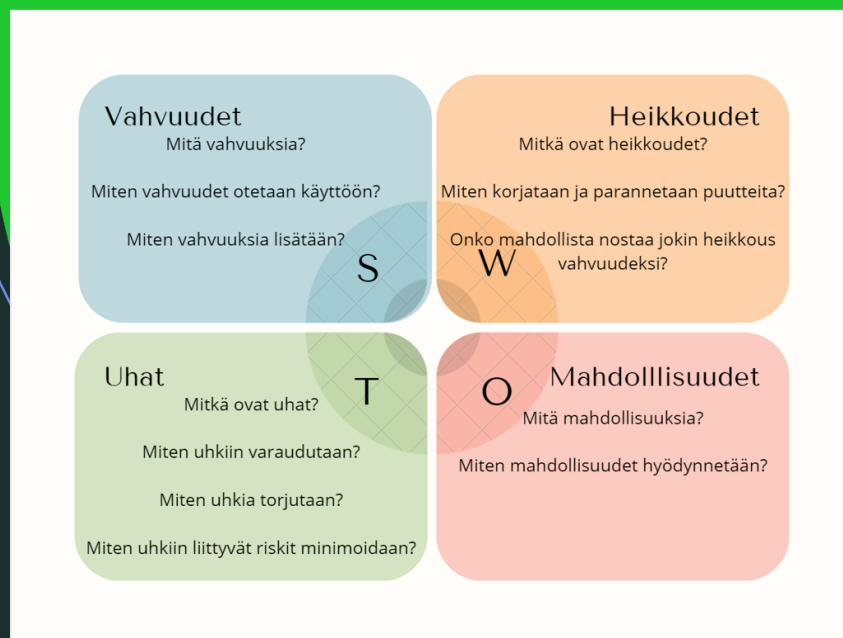 Vahvuudet
Mitä vahvuuksia?
Miten vahvuudet otetaan käyttöön?
Miten vahvuuksia lisätään?
S
Heikkoudet
Mitkä ovat heikkoudet?
Miten korjataan ja parannetaan puutteita?
Onko mahdollista nostaa jokin heikkous
vahvuudeksi?
W
Uhat
Mitkä ovat uhat?
Miten uhkiin varaudutaan?
Miten uhkia torjutaan?
Miten uhkiin liittyvät riskit minimoidaan?
T
Mahdolllisuudet
Mitä mahdollisuuksia?
Miten mahdollisuudet hyödynnetään?
O